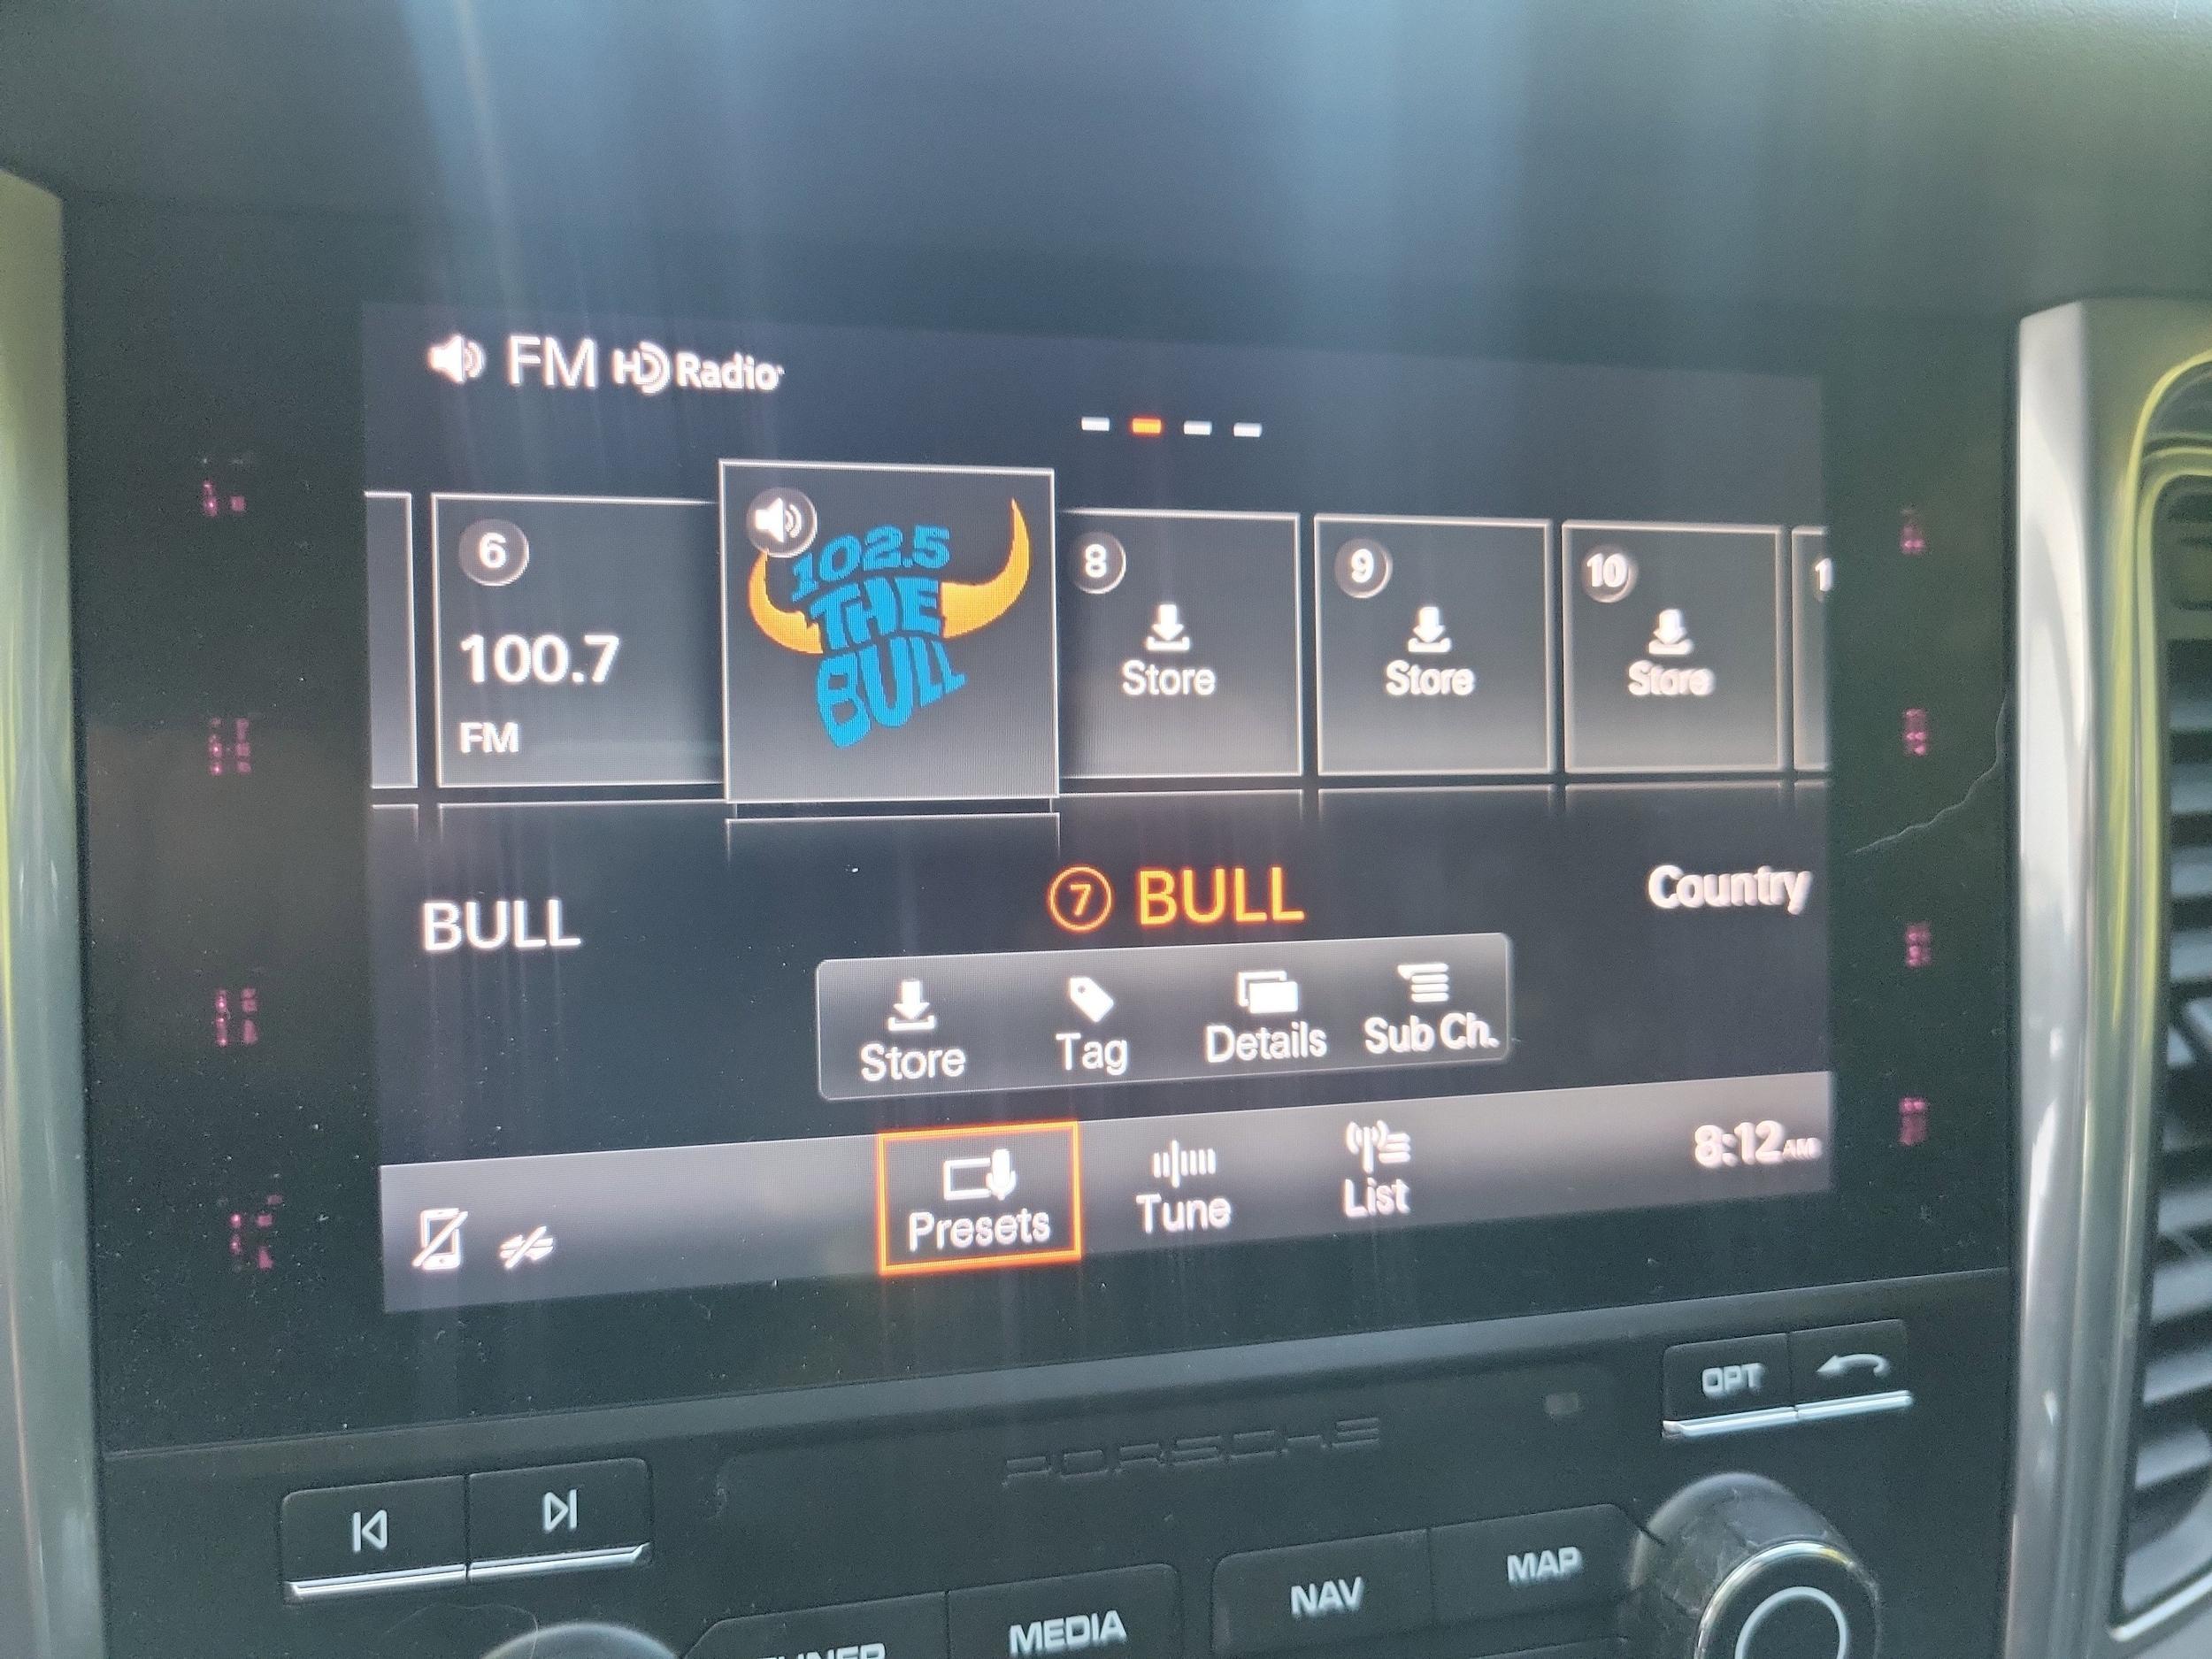 FM HD Radio
6
100.7
FM
102.5
THE
BULL
8
Store
9
Store
10
Store
BULL
7 BULL
Country
Store
Tag
Details
Sub Ch.
Presets
Tune
List
8:12 AM
OPT
PORSCHE
NAV
MAP
MEDIA